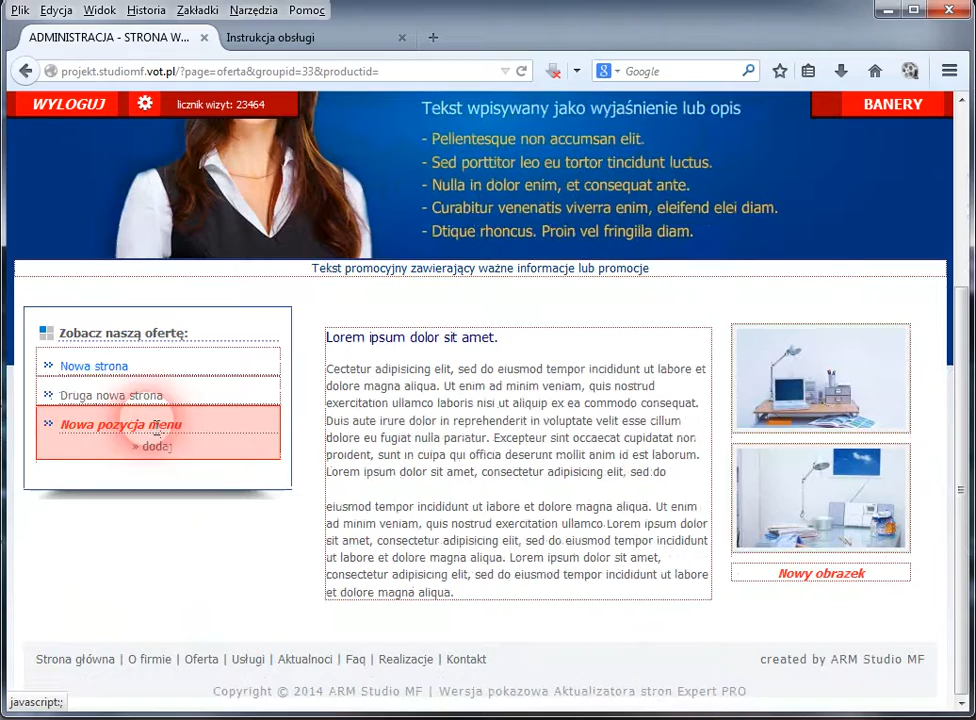 Plik Edycja Widok Historia Zakładki Narzędzia Pomoc
ADMINISTRACJA - STRONA W... × Instrukcja obsługi × +
projekt.studiomf.vot.pl/?page=oferta&groupid=33&productid=
Google
WYLOGUJ
licznik wizyt: 23464
BANERY
Tekst wpisywany jako wyjaśnienie lub opis
- Pellentesque non accumsan elit.
- Sed porttitor leo eu tortor tincidunt luctus.
- Nulla in dolor enim, et consequat ante.
- Curabitur venenatis viverra enim, eleifend elei diam.
- Dtique rhoncus. Proin vel fringilla diam.
Tekst promocyjny zawierający ważne informacje lub promocje
Zobacz naszą ofertę:
Nowa strona
Druga nowa strona
Nowa pozycja menu
» dodaj
Lorem ipsum dolor sit amet.
Cectetur adipisicing elit, sed do eiusmod tempor incididunt ut labore et
dolore magna aliqua. Ut enim ad minim veniam, quis nostrud
exercitation ullamco laboris nisi ut aliquip ex ea commodo consequat.
Duis aute irure dolor in reprehenderit in voluptate velit esse cillum
dolore eu fugiat nulla pariatur. Excepteur sint occaecat cupidatat non
proident, sunt in culpa qui officia deserunt mollit anim id est laborum.
Lorem ipsum dolor sit amet, consectetur adipisicing elit, sed do
eiusmod tempor incididunt ut labore et dolore magna aliqua. Ut enim
ad minim veniam, quis nostrud exercitation ullamco.Lorem ipsum dolor
sit amet, consectetur adipisicing elit, sed do eiusmod tempor incididunt
ut labore et dolore magna aliqua. Lorem ipsum dolor sit amet,
consectetur adipisicing elit, sed do eiusmod tempor incididunt ut labore
et dolore magna aliqua.
Nowy obrazek
Strona główna | O firmie | Oferta | Usługi | Aktualnoci | Faq | Realizacje | Kontakt
created by ARM Studio MF
Copyright © 2014 ARM Studio MF | Wersja pokazowa Aktualizatora stron Expert PRO
javascript:;